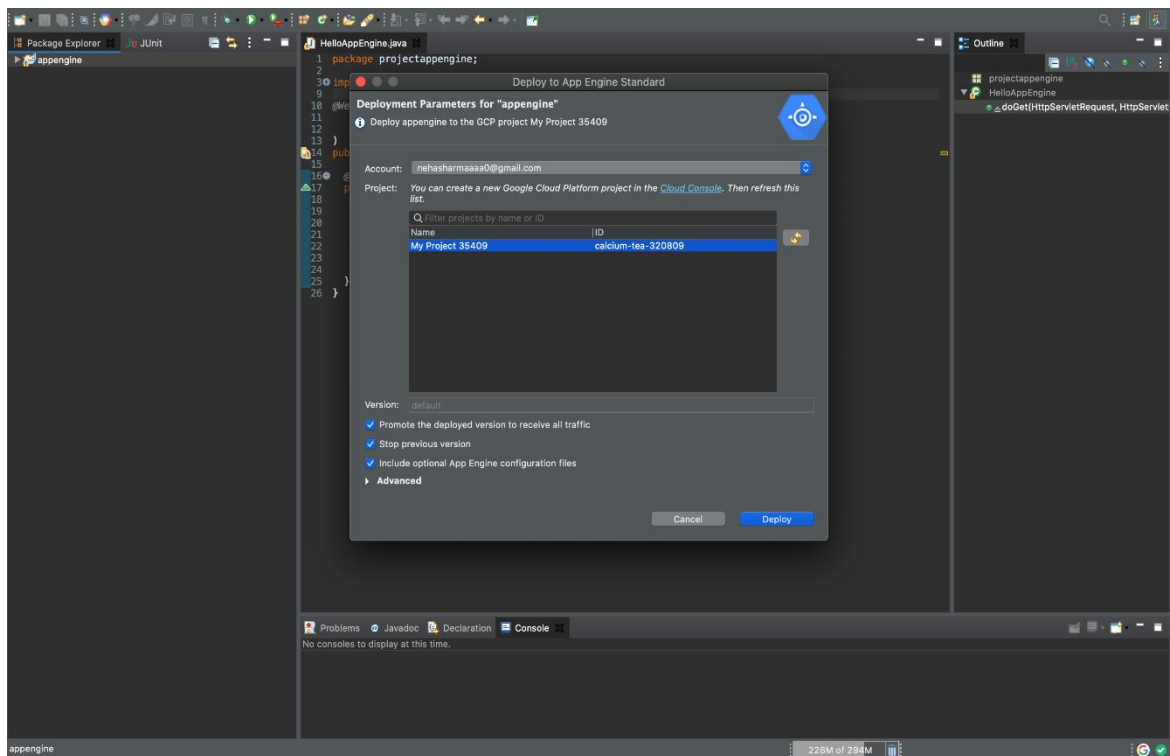 Package Explorer
JUnit
appengine
HelloAppEngine.java
1 package projectappengine;
2
3 imp
9
10 @We
11
12
13 )
14 pub
15
16 @
17 p
18
19
20
21
22
23
24
25 }
26 }
Deploy to App Engine Standard
Deployment Parameters for "appengine"
Deploy appengine to the GCP project My Project 35409
Account: nehasharmaaaa0@gmail.com
Project: You can create a new Google Cloud Platform project in the Cloud Console. Then refresh this
list.
Filter projects by name or ID
Name ID
My Project 35409 calcium-tea-320809
Version: default
Promote the deployed version to receive all traffic
Stop previous version
Include optional App Engine configuration files
Advanced
Cancel Deploy
Outline
projectappengine
HelloAppEngine
doGet(HttpServletRequest, HttpServlet
Problems Javadoc Declaration Console
No consoles to display at this time.
appengine
226M of 294M